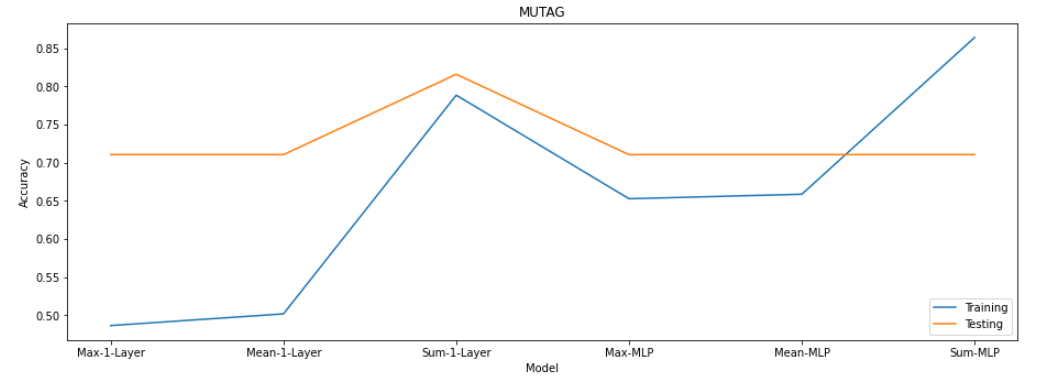 MUTAG
Accuracy
0.85
0.80
0.75
0.70
0.65
0.60
0.55
0.50
Training
Testing
Max-1-Layer Mean-1-Layer Sum-1-Layer Max-MLP Mean-MLP Sum-MLP
Model